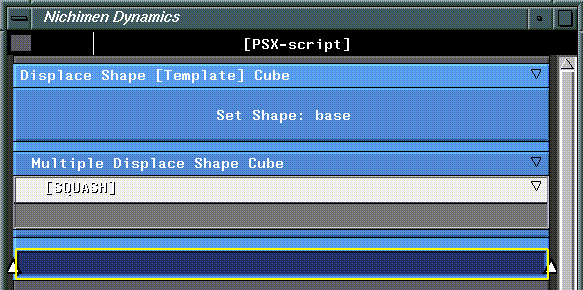 Nichimen Dynamics
[PSX-script]
Displace Shape [Template] Cube
Set Shape: base
Multiple Displace Shape Cube
[SQUASH]